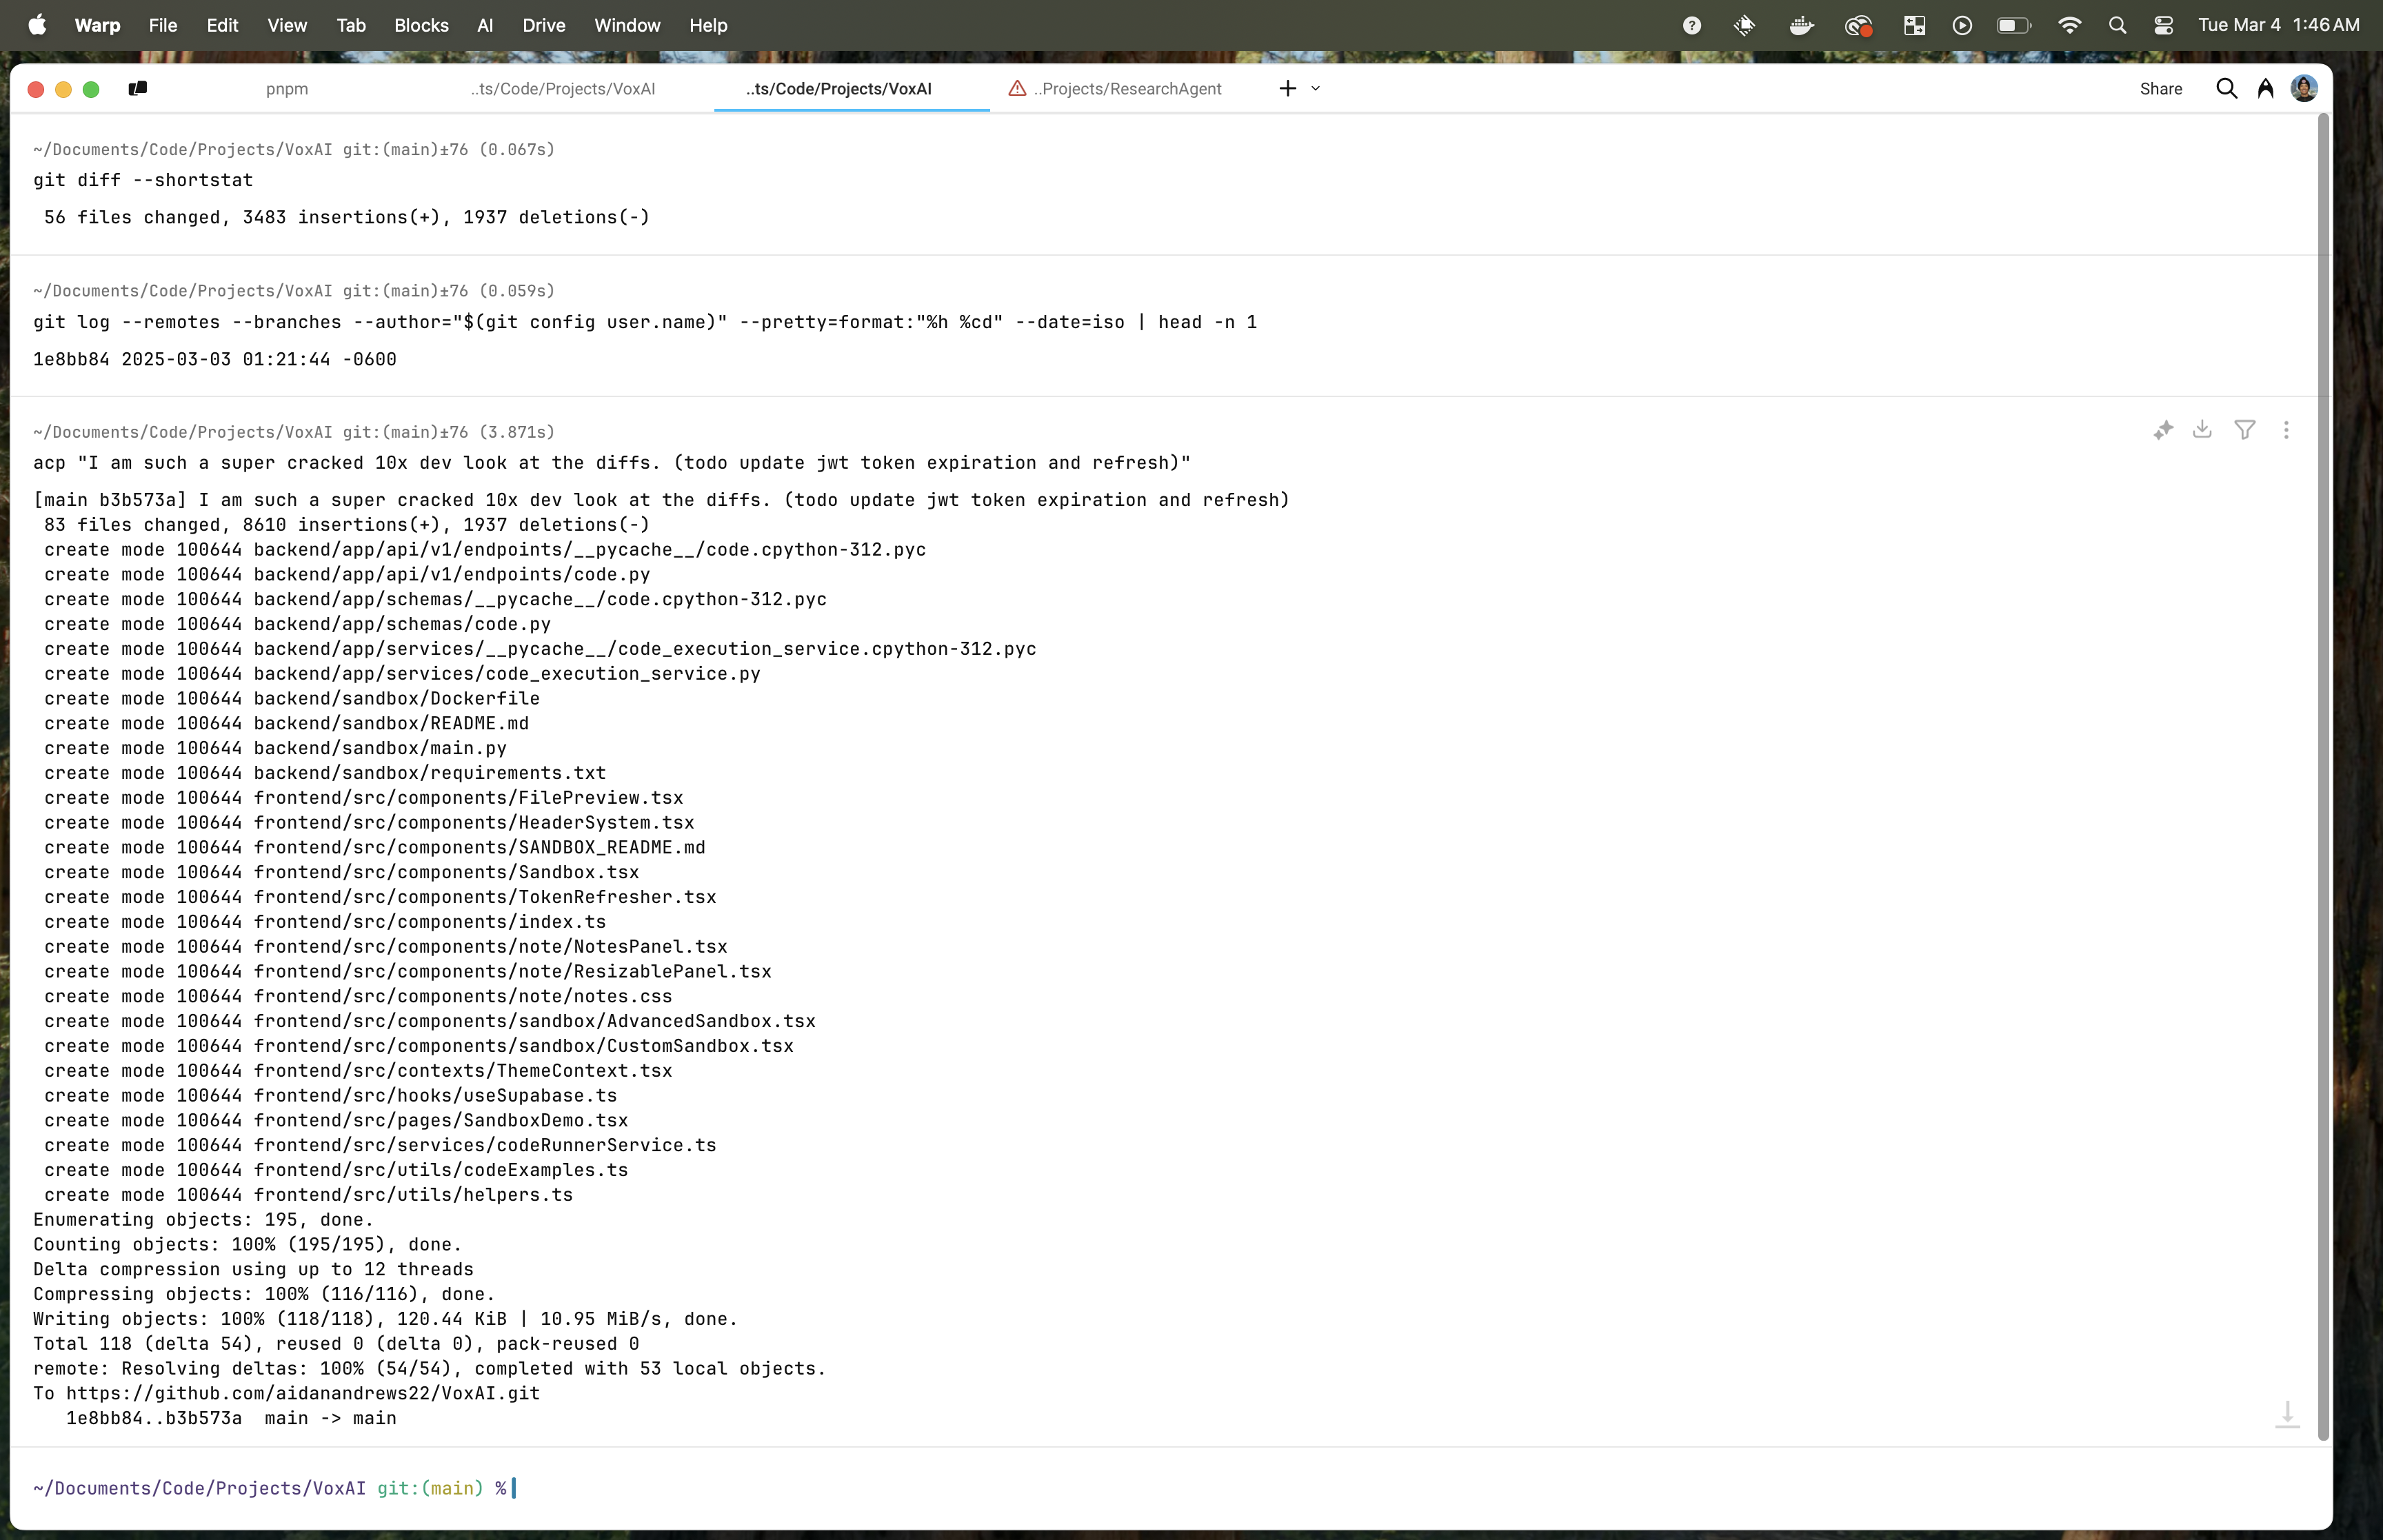 Warp File Edit View Tab Blocks AI Drive Window Help Tue Mar 4 1:46 AM
pnpm ..ts/Code/Projects/VoxAI ..ts/Code/Projects/VoxAI ..Projects/ResearchAgent Share
~/Documents/Code/Projects/VoxAI git:(main)±76 (0.067s)
git diff --shortstat
56 files changed, 3483 insertions(+), 1937 deletions(-)
~/Documents/Code/Projects/VoxAI git:(main)±76 (0.059s)
git log --remotes --branches --author="$(git config user.name)" --pretty=format:"%h %cd" --date=iso | head -n 1
1e8bb84 2025-03-03 01:21:44 -0600
~/Documents/Code/Projects/VoxAI git:(main)±76 (3.871s)
acp "I am such a super cracked 10x dev look at the diffs. (todo update jwt token expiration and refresh)"
[main b3b573a] I am such a super cracked 10x dev look at the diffs. (todo update jwt token expiration and refresh)
83 files changed, 8610 insertions(+), 1937 deletions(-)
create mode 100644 backend/app/api/v1/endpoints/__pycache__/code.cpython-312.pyc
create mode 100644 backend/app/api/v1/endpoints/code.py
create mode 100644 backend/app/schemas/__pycache__/code.cpython-312.pyc
create mode 100644 backend/app/schemas/code.py
create mode 100644 backend/app/services/__pycache__/code_execution_service.cpython-312.pyc
create mode 100644 backend/app/services/code_execution_service.py
create mode 100644 backend/sandbox/Dockerfile
create mode 100644 backend/sandbox/README.md
create mode 100644 backend/sandbox/main.py
create mode 100644 backend/sandbox/requirements.txt
create mode 100644 frontend/src/components/FilePreview.tsx
create mode 100644 frontend/src/components/HeaderSystem.tsx
create mode 100644 frontend/src/components/SANDBOX_README.md
create mode 100644 frontend/src/components/Sandbox.tsx
create mode 100644 frontend/src/components/TokenRefresher.tsx
create mode 100644 frontend/src/components/index.ts
create mode 100644 frontend/src/components/note/NotesPanel.tsx
create mode 100644 frontend/src/components/note/ResizablePanel.tsx
create mode 100644 frontend/src/components/note/notes.css
create mode 100644 frontend/src/components/sandbox/AdvancedSandbox.tsx
create mode 100644 frontend/src/components/sandbox/CustomSandbox.tsx
create mode 100644 frontend/src/contexts/ThemeContext.tsx
create mode 100644 frontend/src/hooks/useSupabase.ts
create mode 100644 frontend/src/pages/SandboxDemo.tsx
create mode 100644 frontend/src/services/codeRunnerService.ts
create mode 100644 frontend/src/utils/codeExamples.ts
create mode 100644 frontend/src/utils/helpers.ts
Enumerating objects: 195, done.
Counting objects: 100% (195/195), done.
Delta compression using up to 12 threads
Compressing objects: 100% (116/116), done.
Writing objects: 100% (118/118), 120.44 KiB | 10.95 MiB/s, done.
Total 118 (delta 54), reused 0 (delta 0), pack-reused 0
remote: Resolving deltas: 100% (54/54), completed with 53 local objects.
To https://github.com/aidanandrews22/VoxAI.git
1e8bb84..b3b573a  main -> main
~/Documents/Code/Projects/VoxAI git:(main) %